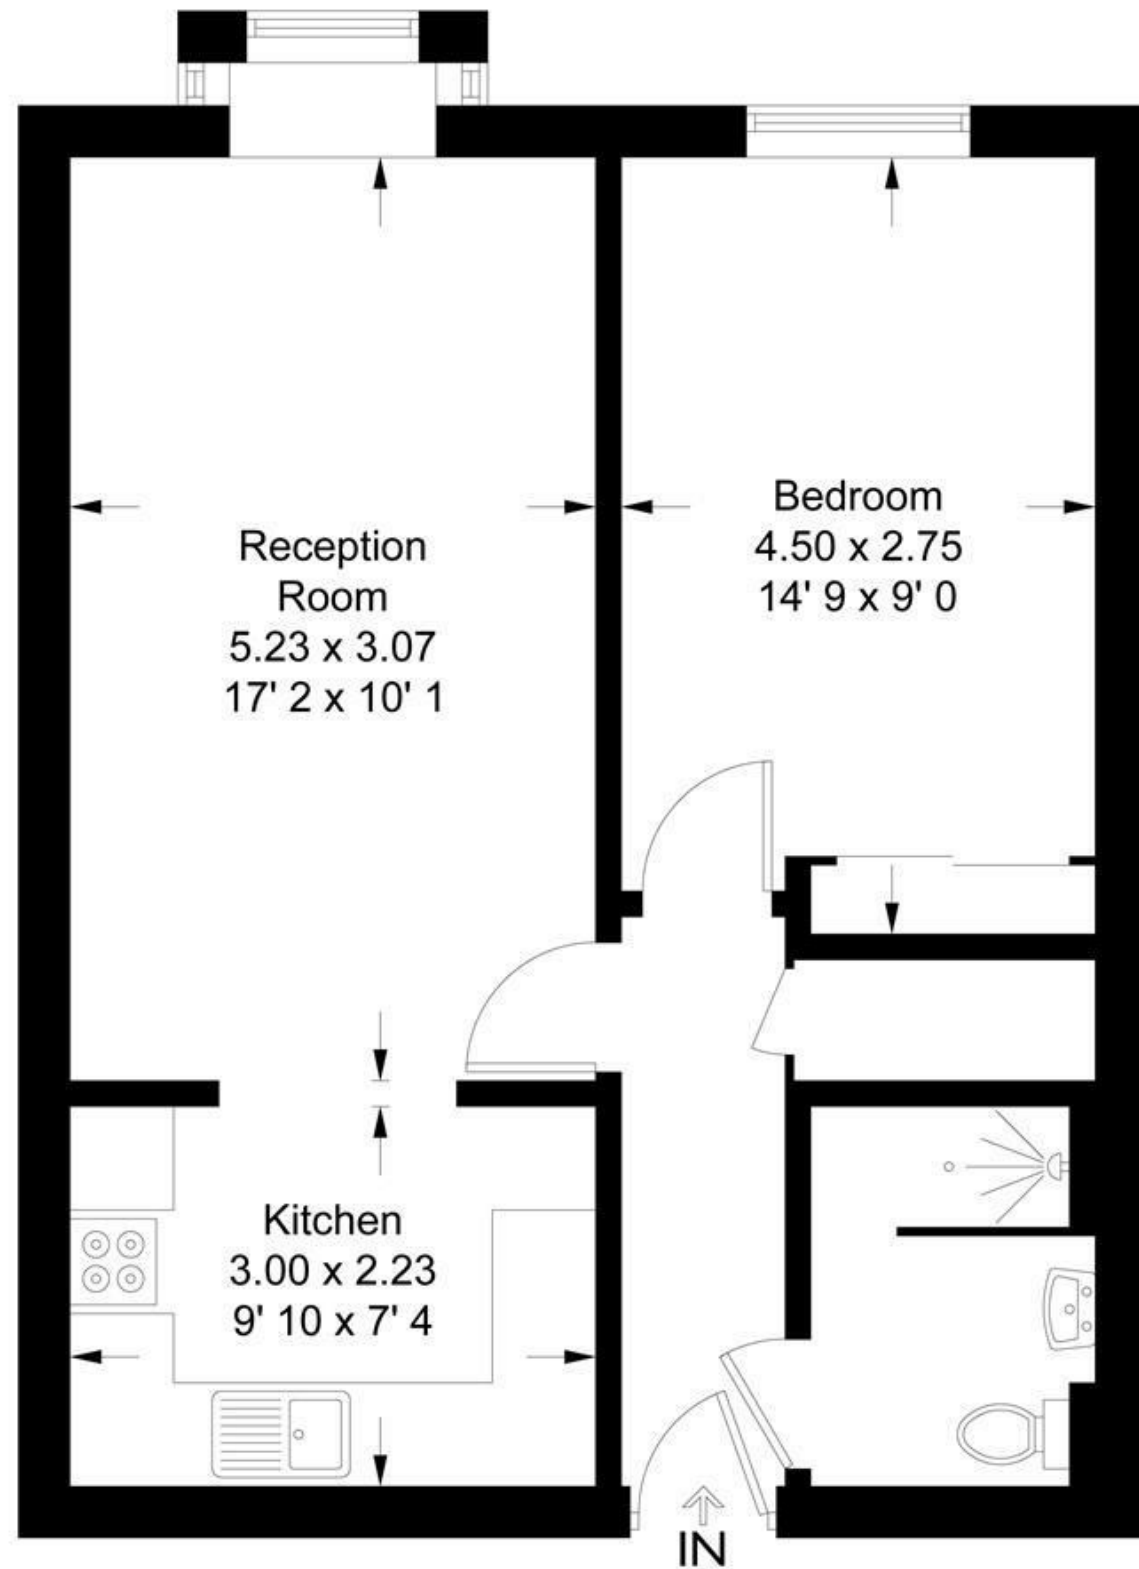 Reception
Room
5.23 x 3.07
17' 2 x 10' 1
Bedroom
4.50 x 2.75
14' 9 x 9' 0
Kitchen
3.00 x 2.23
9' 10 x 7' 4
IN